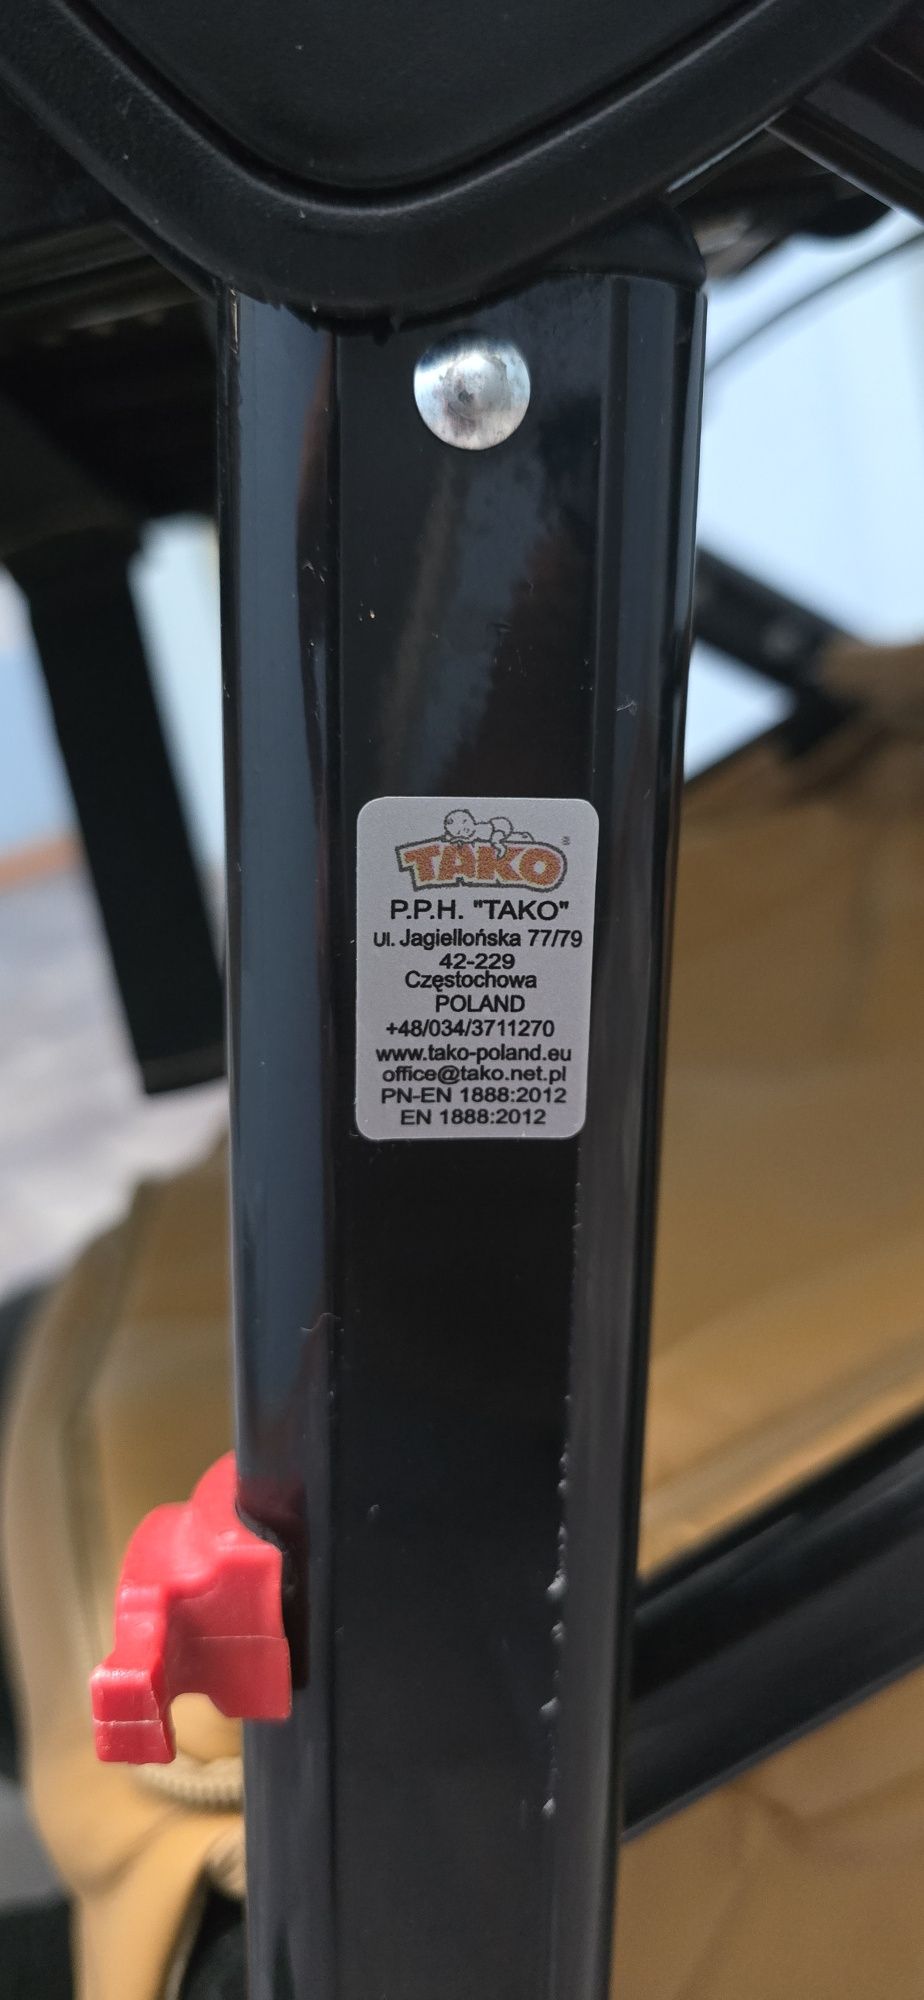 TAKO
P.P.H. "TAKO"
Ul. Jagiellońska 77/79
42-229
Częstochowa
POLAND
+48/034/3711270
www.tako-poland.eu
office@tako.net.pl
PN-EN 1888:2012
EN 1888:2012